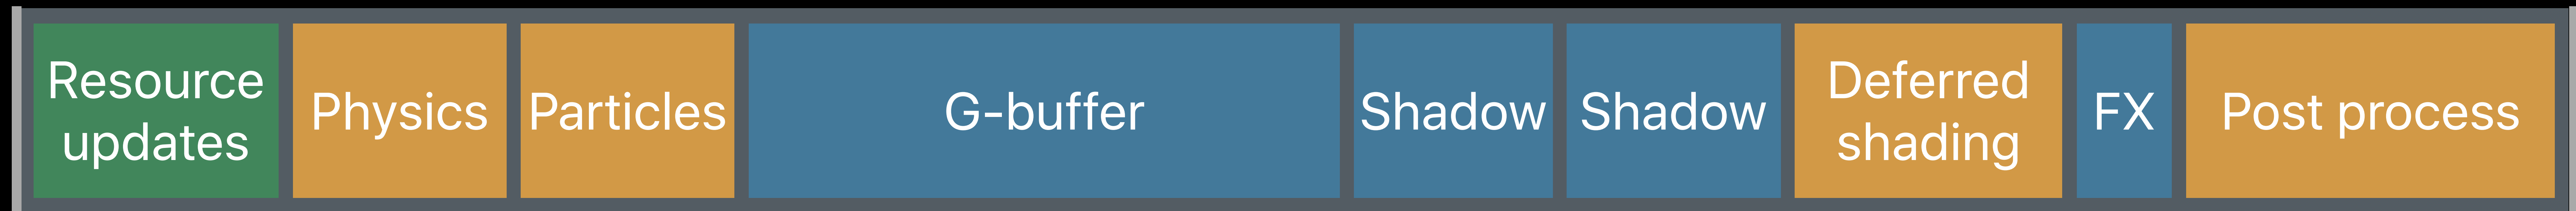 Resource
updates
Physics
Particles
G-buffer
Shadow
Shadow
Deferred
shading
FX
Post process